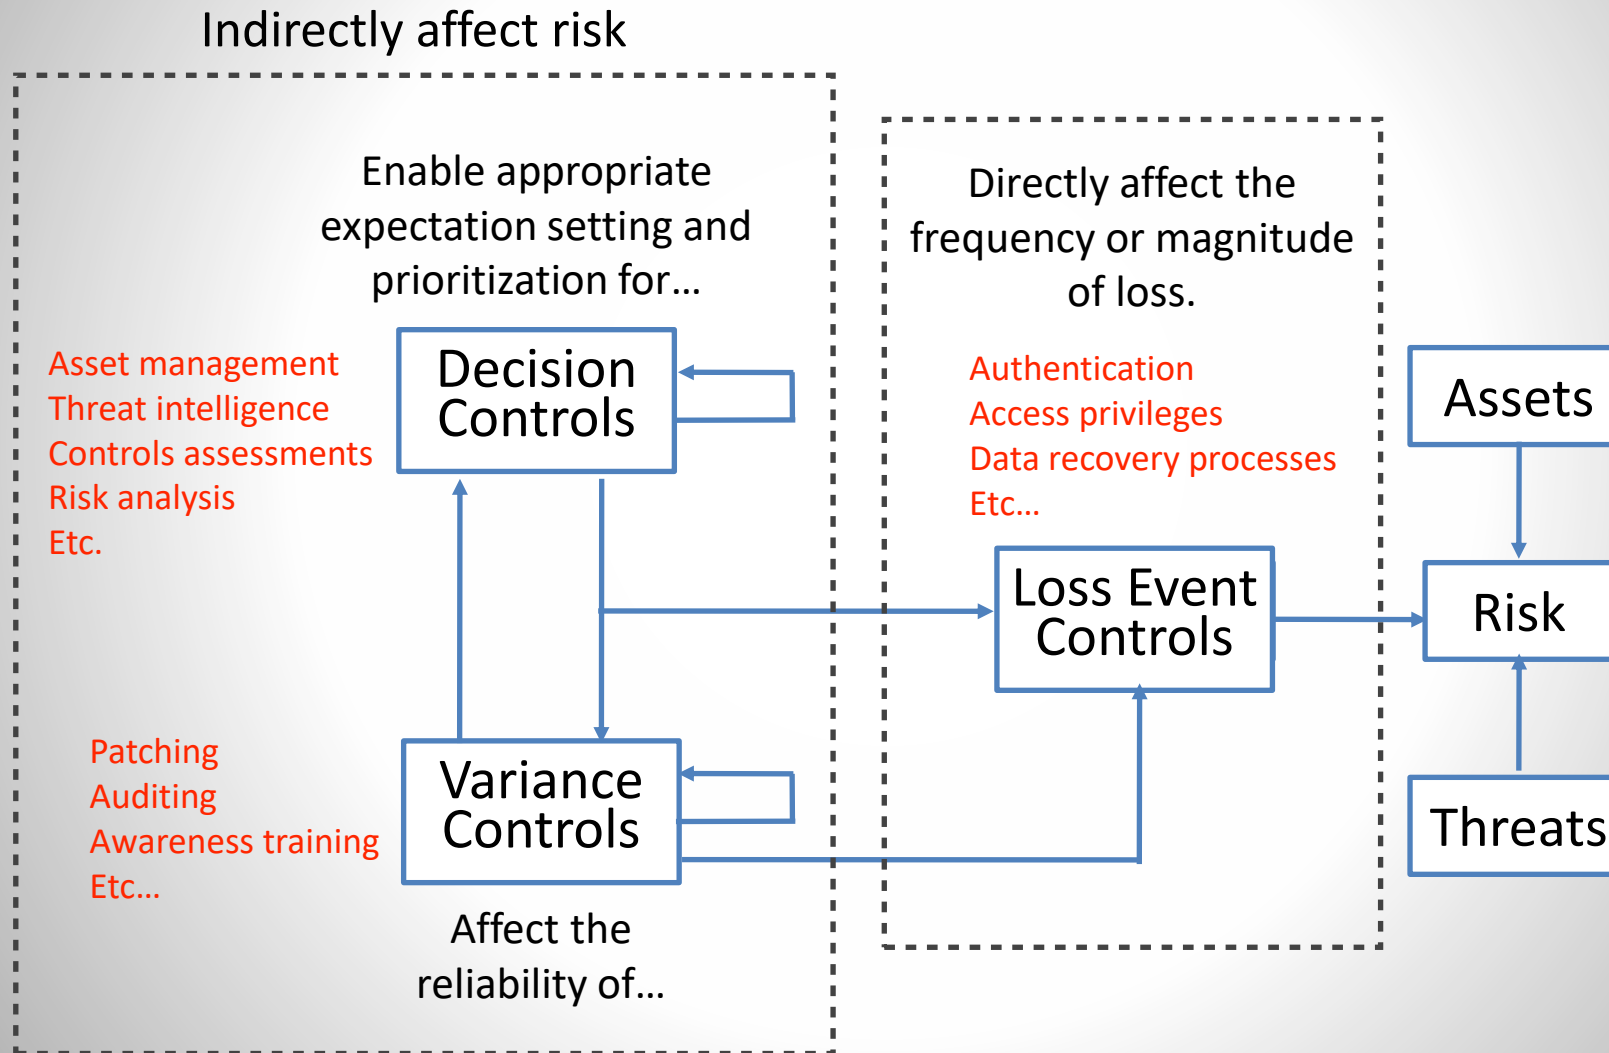 Indirectly affect risk
Enable appropriate
expectation setting and
prioritization for…
Asset management
Threat intelligence
Controls assessments
Risk analysis
Etc.
Decision
Controls
Patching
Auditing
Awareness training
Etc…
Variance
Controls
Affect the
reliability of…
Directly affect the
frequency or magnitude
of loss.
Authentication
Access privileges
Data recovery processes
Etc…
Loss Event
Controls
Assets
Risk
Threats